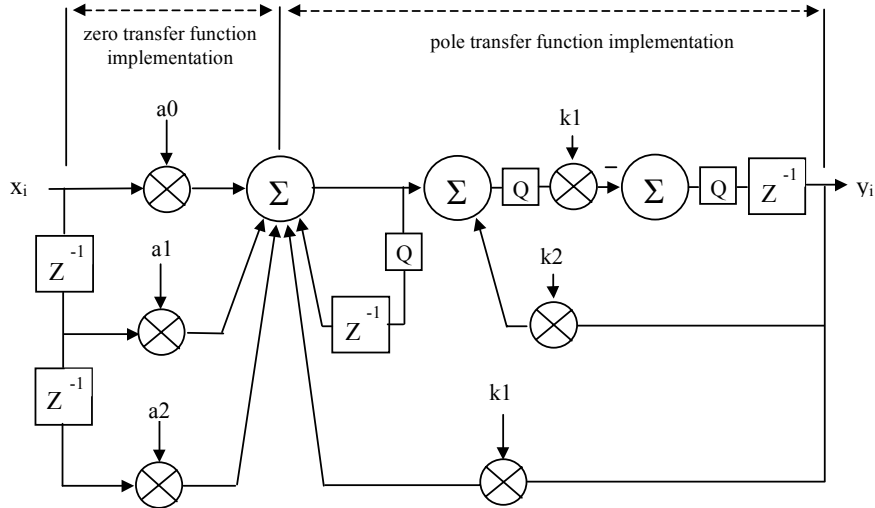 zero transfer function
implementation
pole transfer function implementation
a0
k1
xᵢ
Σ
Σ
Q
−
Σ
Q
Z⁻¹
yᵢ
Z⁻¹
a1
Q
k2
Z⁻¹
Z⁻¹
a2
k1